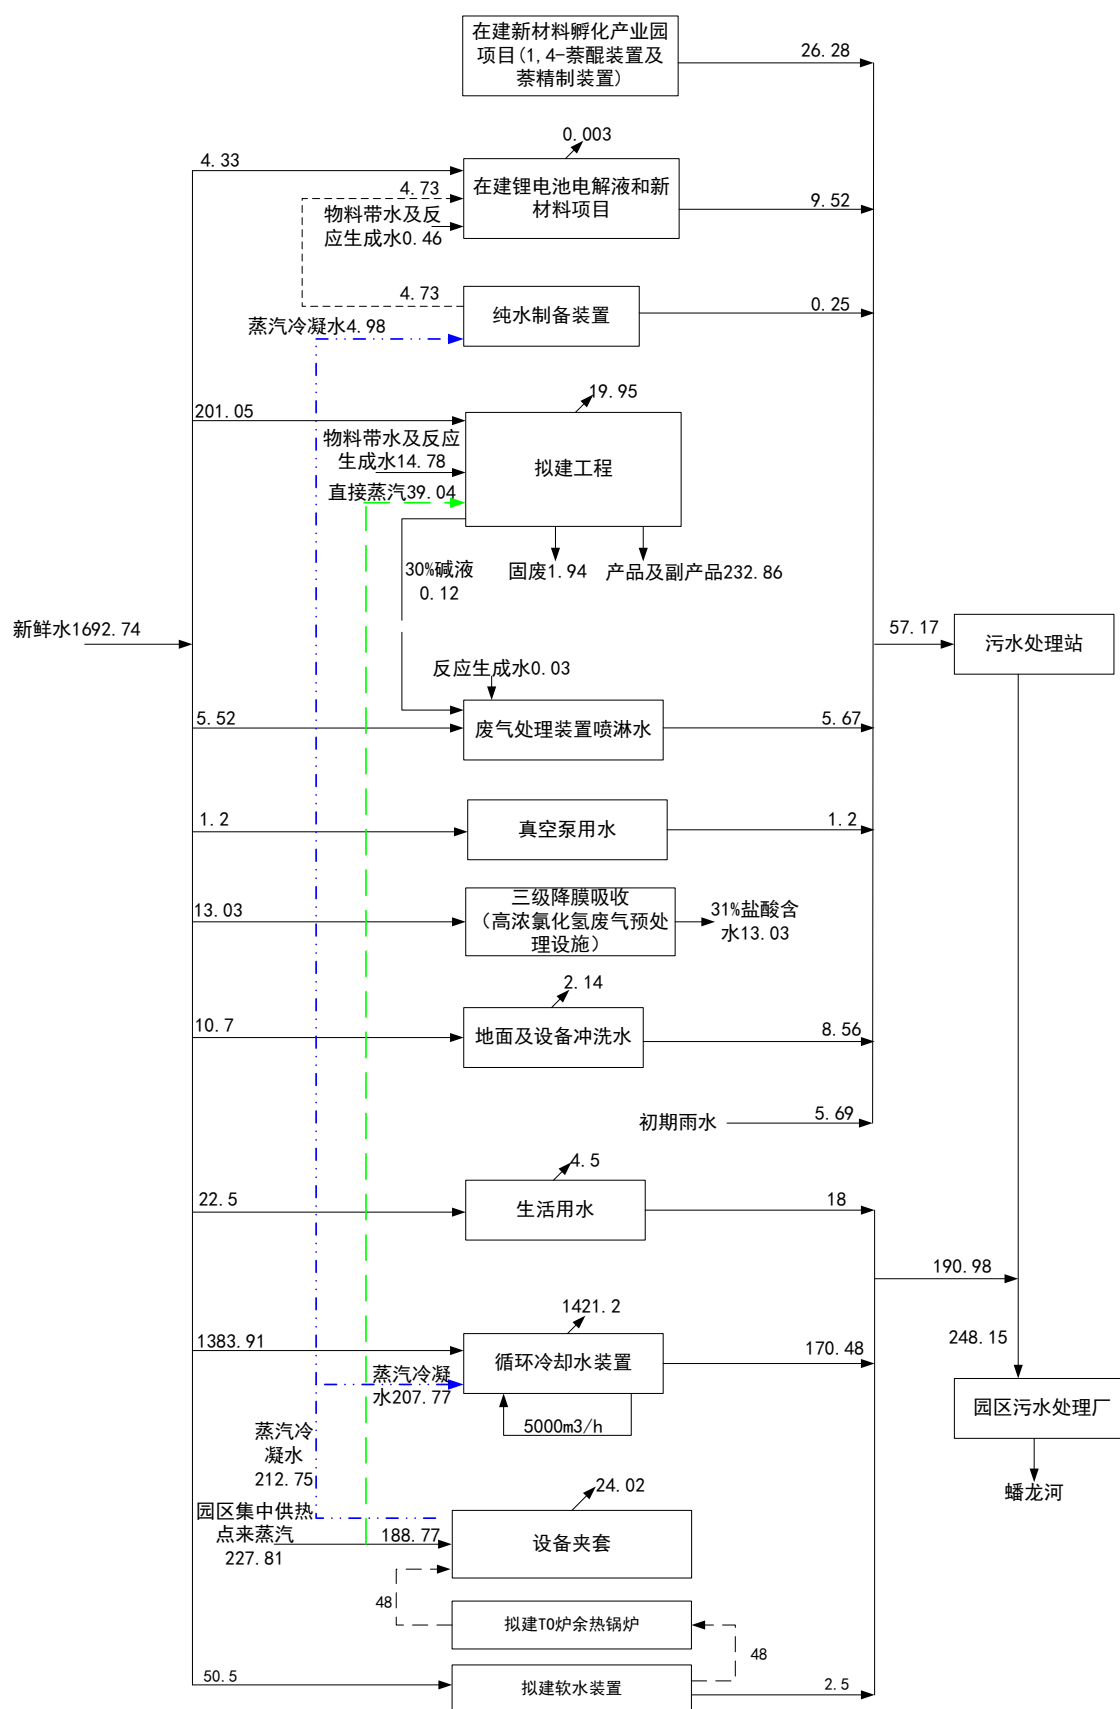 在建新材料孵化产业园
项目(1,4-萘醌装置及
萘精制装置)
26.28
0.003
4.33
4.73
在建锂电池电解液和新
材料项目
9.52
物料带水及反
应生成水0.46
4.73
纯水制备装置
0.25
蒸汽冷凝水4.98
19.95
201.05
物料带水及反应
生成水14.78
拟建工程
直接蒸汽39.04
30%碱液
0.12
固废1.94
产品及副产品232.86
新鲜水1692.74
57.17
污水处理站
反应生成水0.03
5.52
废气处理装置喷淋水
5.67
1.2
真空泵用水
1.2
13.03
三级降膜吸收
（高浓氯化氢废气预处
理设施）
31%盐酸含
水13.03
2.14
10.7
地面及设备冲洗水
8.56
初期雨水
5.69
4.5
22.5
生活用水
18
190.98
1421.2
1383.91
循环冷却水装置
170.48
248.15
蒸汽冷凝
水207.77
5000m3/h
园区污水处理厂
蒸汽冷
凝水
212.75
24.02
蟠龙河
园区集中供热
点来蒸汽
227.81
188.77
设备夹套
48
拟建TO炉余热锅炉
48
50.5
拟建软水装置
2.5